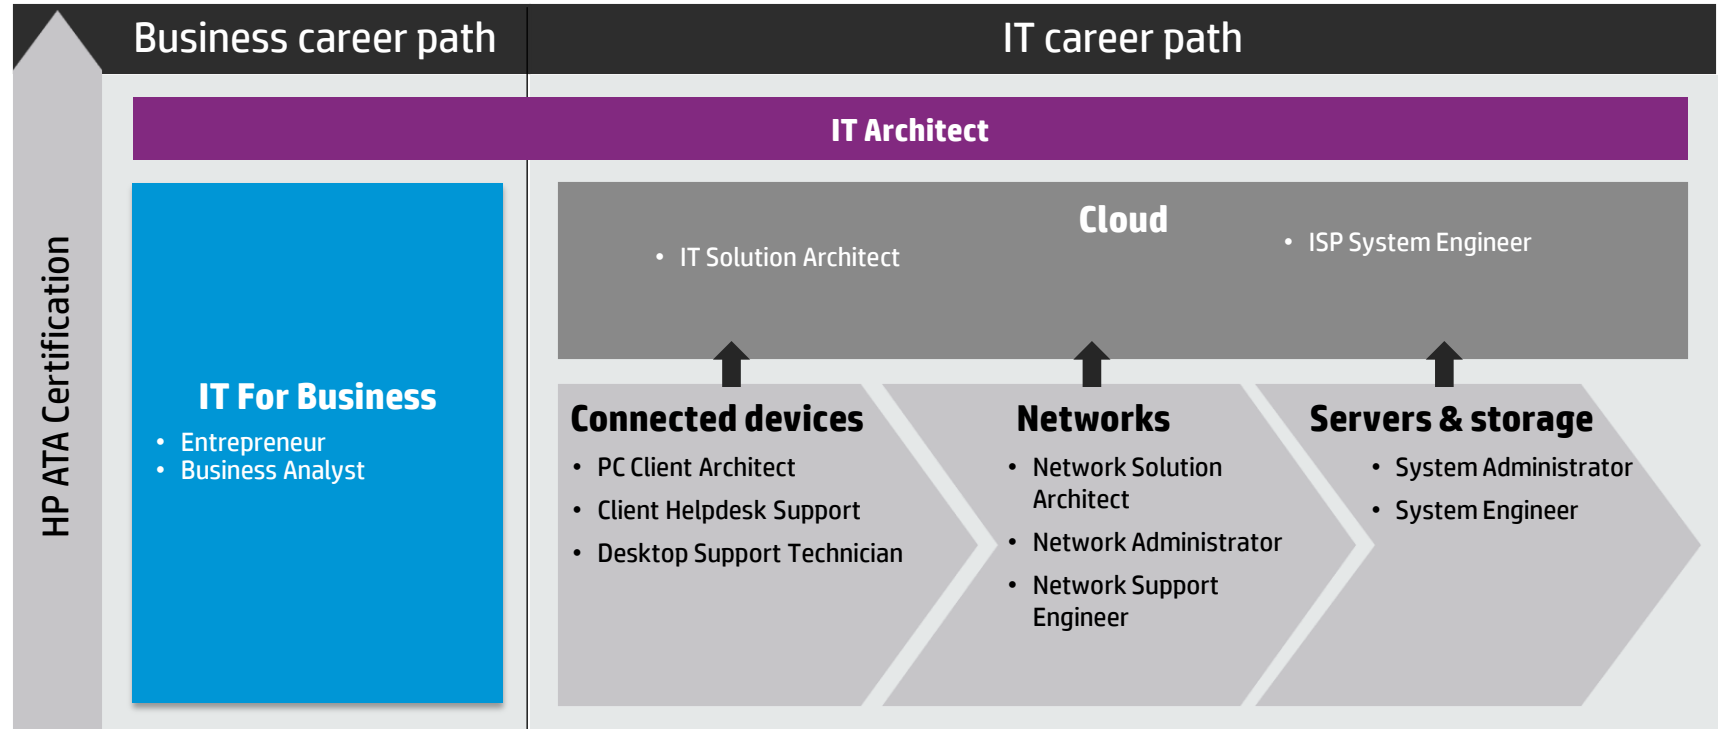 Business career path
IT career path
HP ATA Certification
IT Architect
IT For Business
• Entrepreneur
• Business Analyst
Cloud
• IT Solution Architect
• ISP System Engineer
Connected devices
• PC Client Architect
• Client Helpdesk Support
• Desktop Support Technician
Networks
• Network Solution
Architect
• Network Administrator
• Network Support
Engineer
Servers & storage
• System Administrator
• System Engineer